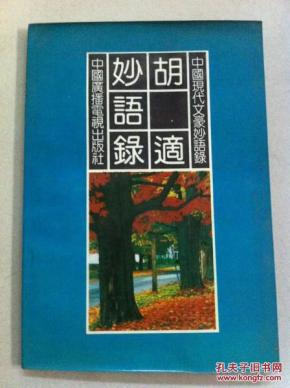 中國現代文豪妙語錄
胡適
妙語錄
中國廣播電視出版社
孔夫子旧书网